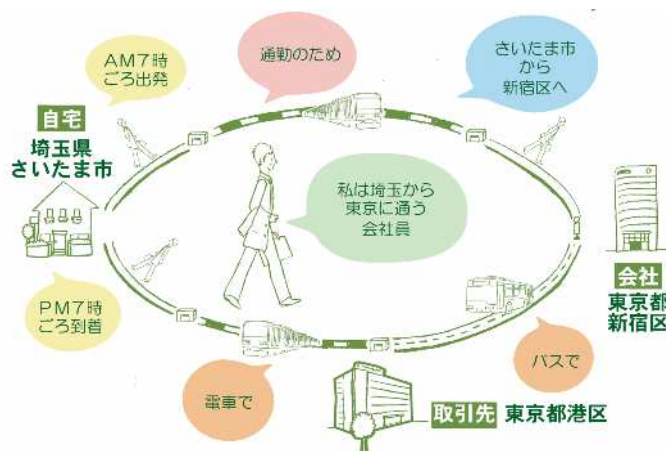 AM7時
ごろ出発
通勤のため
さいたま市
から
新宿区へ
自宅
埼玉県
さいたま市
私は埼玉から
東京に通う
会社員
会社
東京都
新宿区
PM7時
ごろ到着
電車で
バスで
取引先 東京都港区